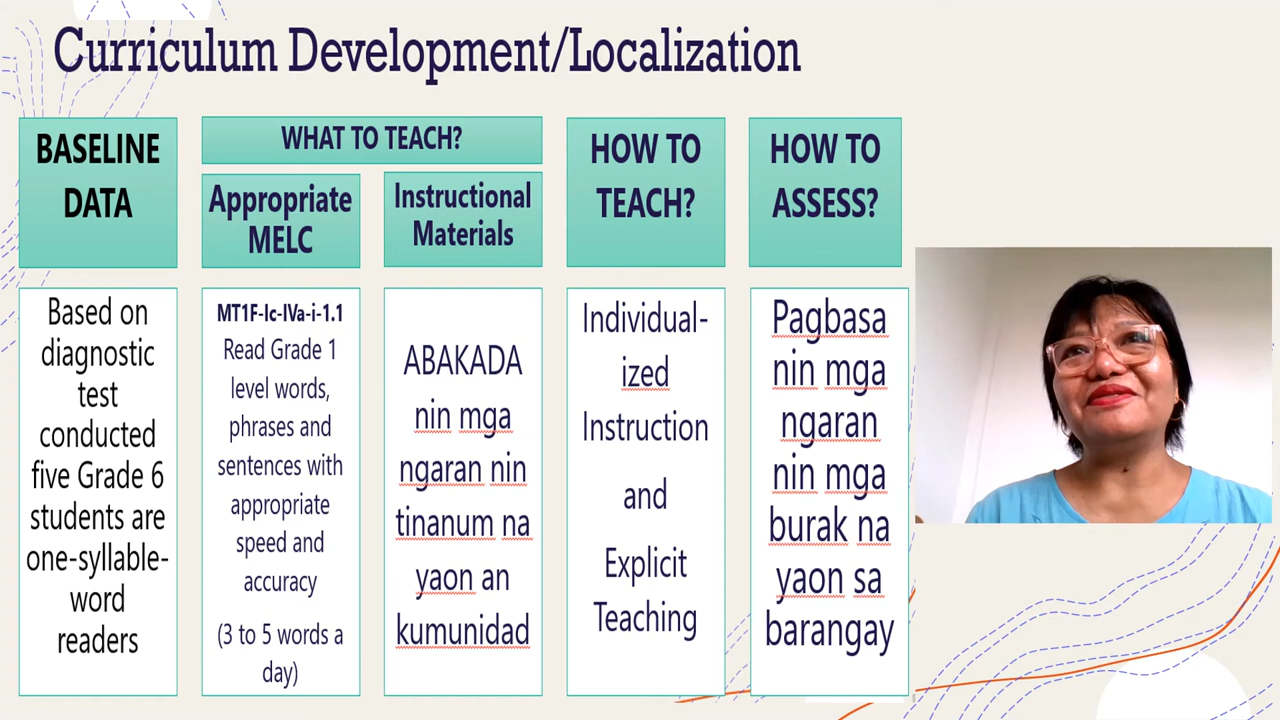 Curriculum Development/Localization
BASELINE
DATA
WHAT TO TEACH?
Appropriate
MELC
Instructional
Materials
HOW TO
TEACH?
HOW TO
ASSESS?
Based on
diagnostic
test
conducted
five Grade 6
students are
one-syllable-
word
readers
MT1F-Ic-IVa-i-1.1
Read Grade 1
level words,
phrases and
sentences with
appropriate
speed and
accuracy
(3 to 5 words a
day)
ABAKADA
nin mga
ngaran nin
tinanum na
yaon an
kumunidad
Individual-
ized
Instruction
and
Explicit
Teaching
Pagbasa
nin mga
ngaran
nin mga
burak na
yaon sa
barangay